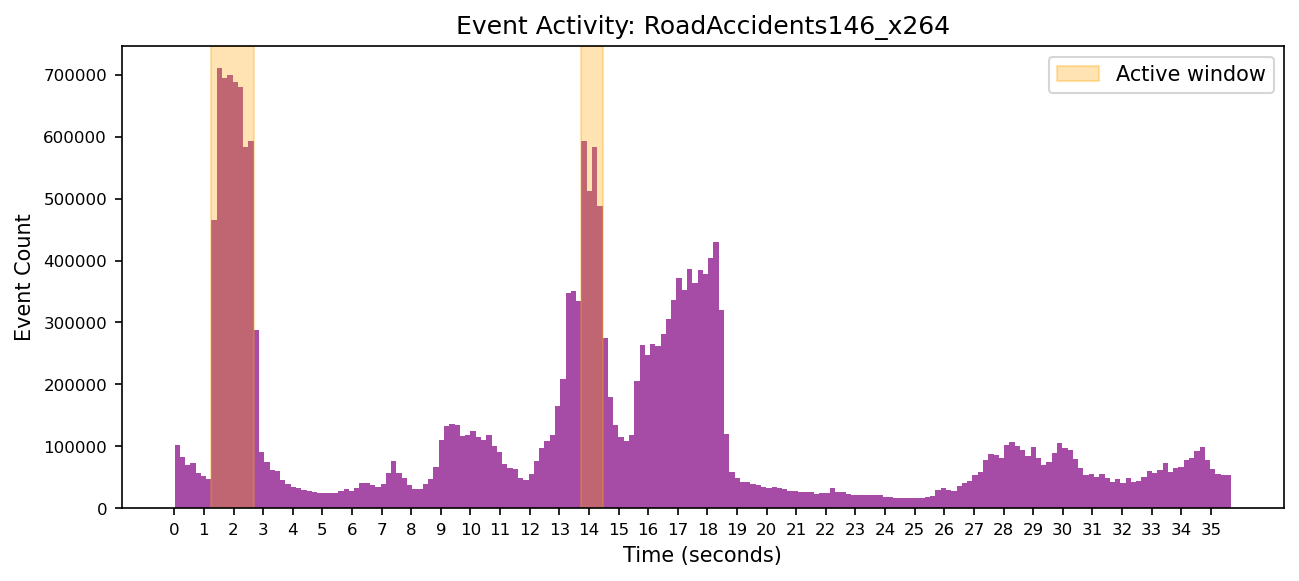 Event Activity: RoadAccidents146_x264
Active window
Event Count
700000
600000
500000
400000
300000
200000
100000
0
0 1 2 3 4 5 6 7 8 9 10 11 12 13 14 15 16 17 18 19 20 21 22 23 24 25 26 27 28 29 30 31 32 33 34 35
Time (seconds)